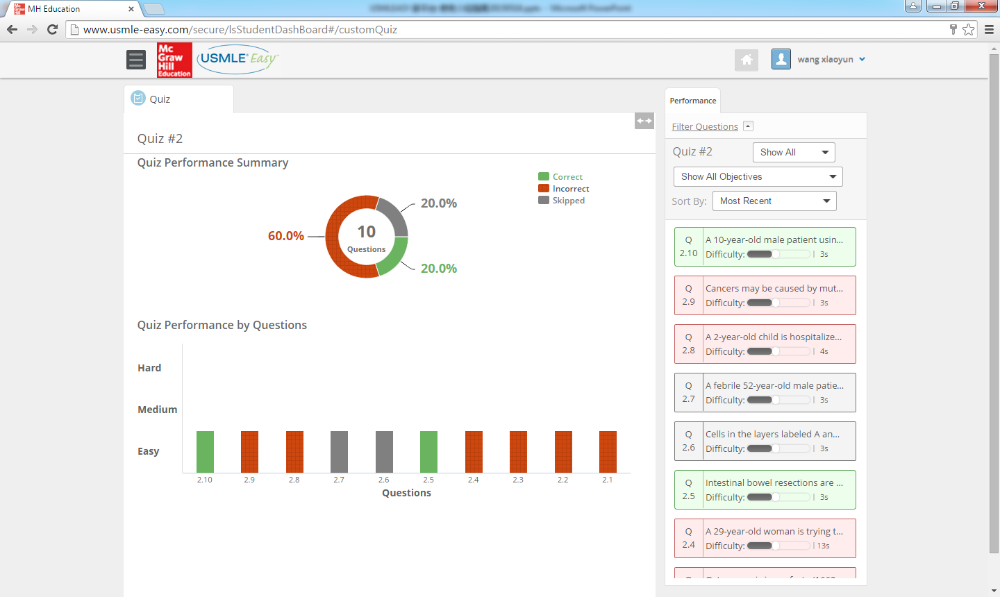 MH Education
www.usmle-easy.com/secure/IsStudentDashBoard#/customQuiz
Mc
Graw
Hill
Education
USMLE® Easy™
wang xiaoyun
Quiz
Quiz #2
Quiz Performance Summary
Correct
Incorrect
Skipped
20.0%
60.0%
10
Questions
20.0%
Quiz Performance by Questions
Hard
Medium
Easy
2.10 2.9 2.8 2.7 2.6 2.5 2.4 2.3 2.2 2.1
Questions
Performance
Filter Questions
Quiz #2 Show All
Show All Objectives
Sort By: Most Recent
Q A 10-year-old male patient usin...
2.10 Difficulty: 3s
Q Cancers may be caused by mut...
2.9 Difficulty: 3s
Q A 2-year-old child is hospitalize...
2.8 Difficulty: 4s
Q A febrile 52-year-old male patie...
2.7 Difficulty: 3s
Q Cells in the layers labeled A an...
2.6 Difficulty: 3s
Q Intestinal bowel resections are ...
2.5 Difficulty: 3s
Q A 29-year-old woman is trying t...
2.4 Difficulty: 13s